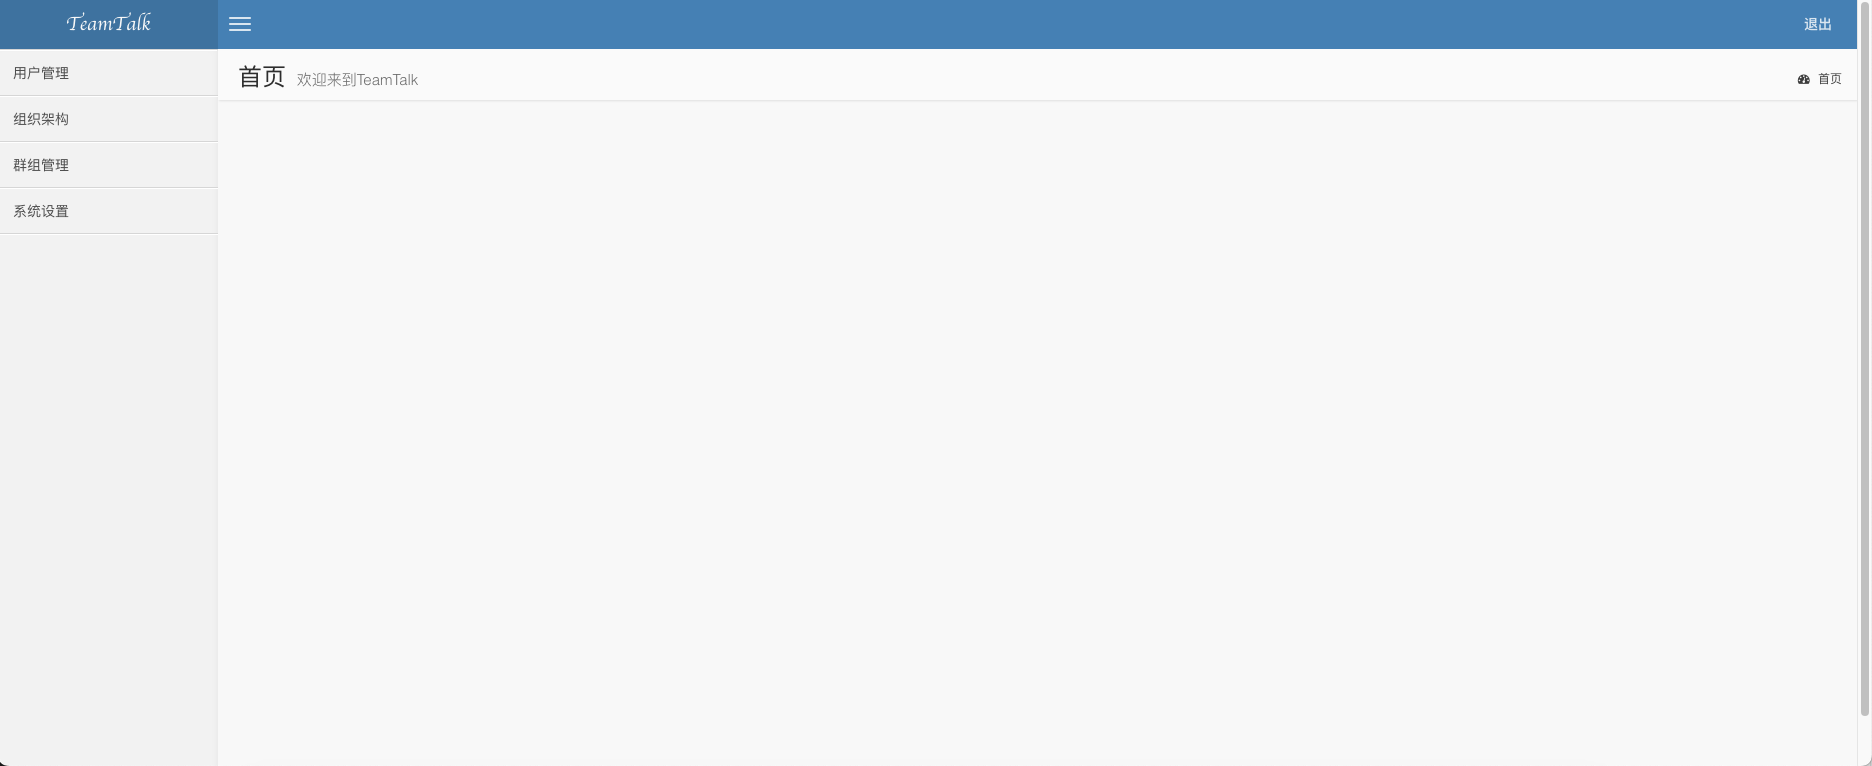 TeamTalk
退出
首页 欢迎来到TeamTalk
首页
用户管理
组织架构
群组管理
系统设置